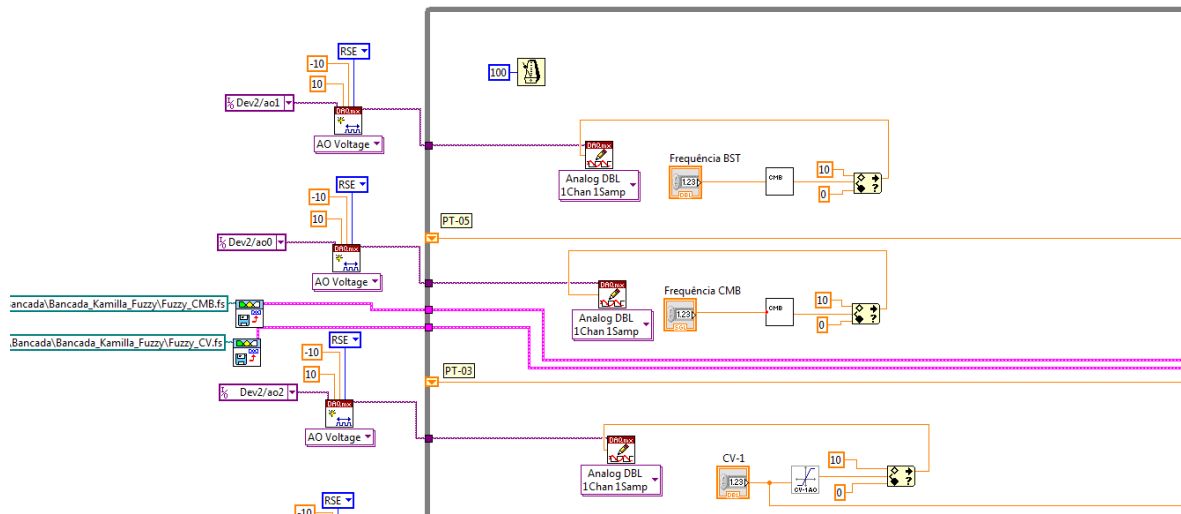 RSE
-10
10
Dev2/ao1
DAQmx
AO Voltage
100
DAQmx
Analog DBL
1Chan 1Samp
Frequência BST
1.23
DBL
CMB
10
0
?
RSE
-10
10
Dev2/ao0
DAQmx
AO Voltage
PT-05
DAQmx
Analog DBL
1Chan 1Samp
Frequência CMB
1.23
CMB
10
0
?
ancada\Bancada_Kamilla_Fuzzy\Fuzzy_CMB.fs
Bancada\Bancada_Kamilla_Fuzzy\Fuzzy_CV.fs
RSE
-10
10
Dev2/ao2
DAQmx
AO Voltage
PT-03
DAQmx
Analog DBL
1Chan 1Samp
CV-1
1.23
DBL
CV-1AO
10
0
?
RSE
-10